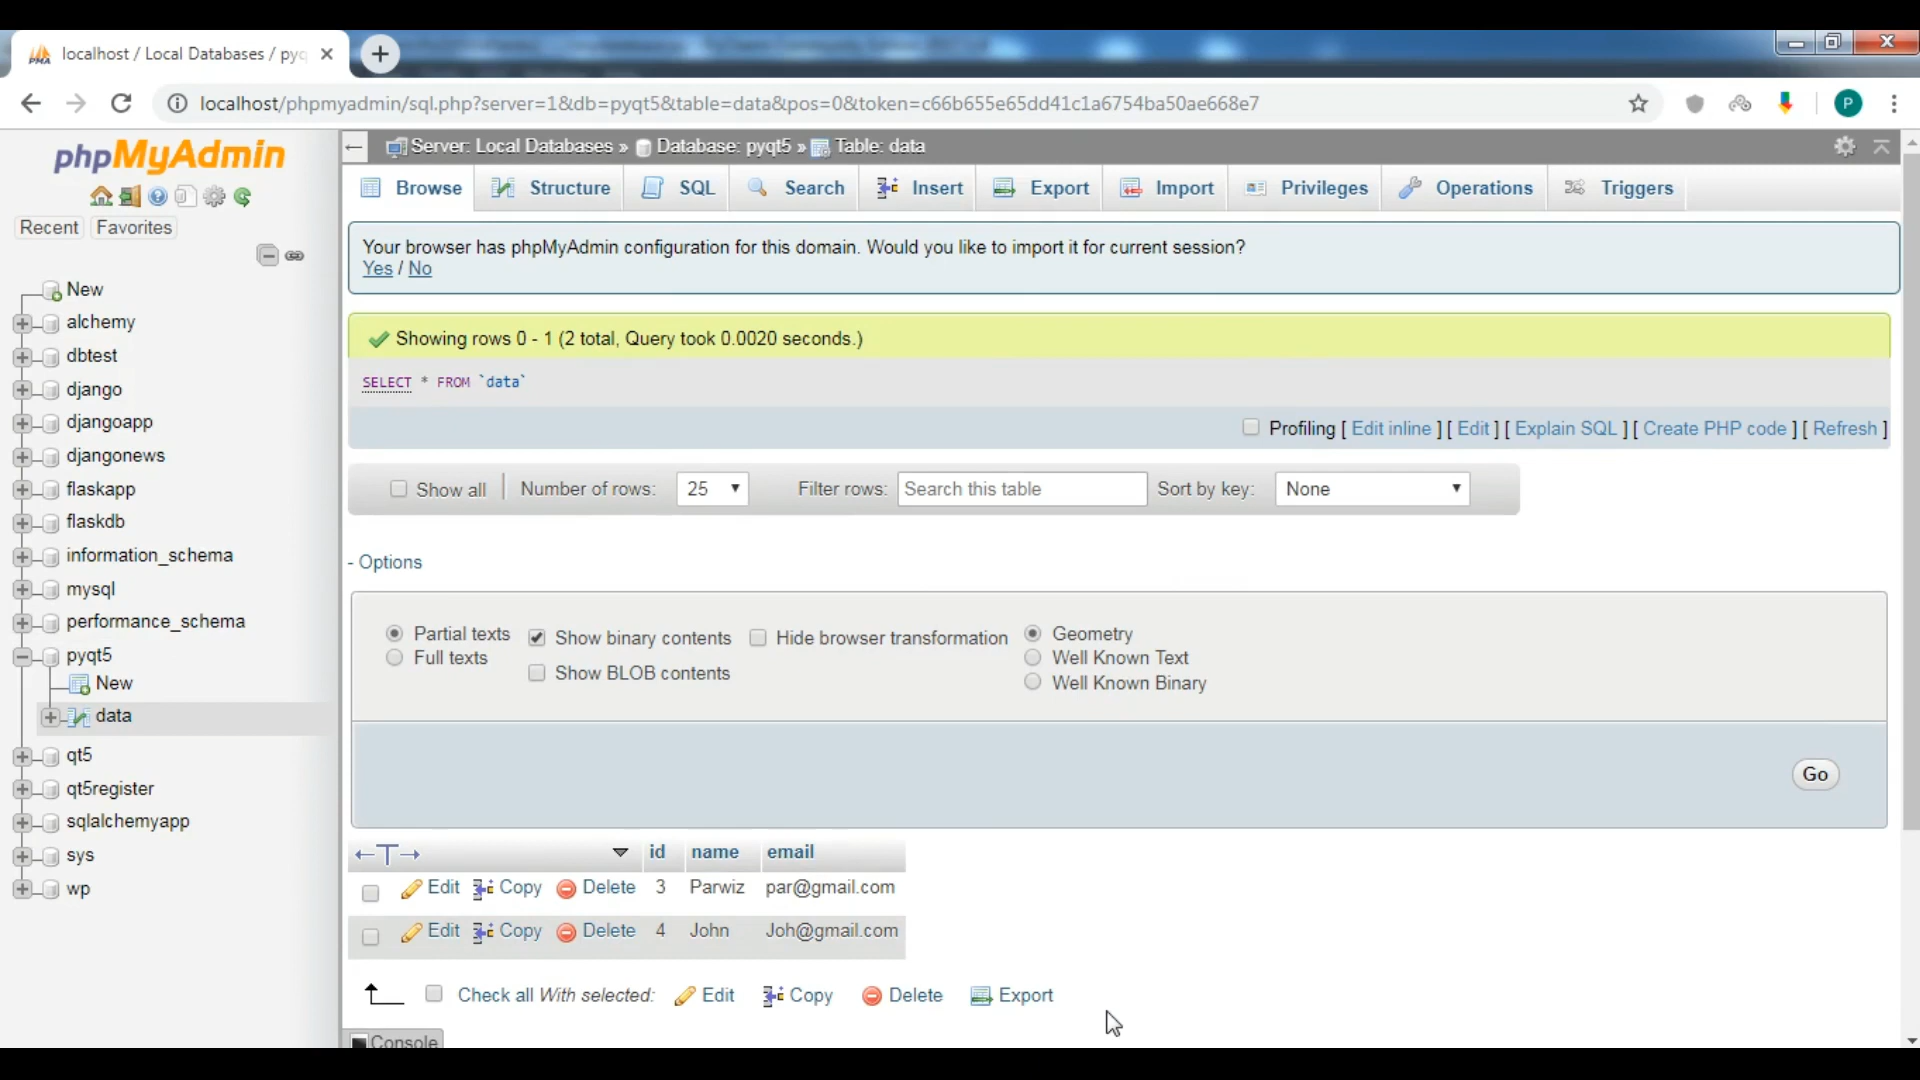 localhost / Local Databases / pyq
localhost/phpmyadmin/sql.php?server=1&db=pyqt5&table=data&pos=0&token=c66b655e65dd41c1a6754ba50ae668e7
P
phpMyAdmin
Recent Favorites
New
alchemy
dbtest
django
djangoapp
djangonews
flaskapp
flaskdb
information_schema
mysql
performance_schema
pyqt5
New
data
qt5
qt5register
sqlalchemyapp
sys
wp
Server: Local Databases » Database: pyqt5 » Table: data
Browse Structure SQL Search Insert Export Import Privileges Operations Triggers
Your browser has phpMyAdmin configuration for this domain. Would you like to import it for current session?
Yes / No
Showing rows 0 - 1 (2 total, Query took 0.0020 seconds.)
SELECT * FROM `data`
Profiling [ Edit inline ] [ Edit ] [ Explain SQL ] [ Create PHP code ] [ Refresh ]
Show all Number of rows: 25 Filter rows: Search this table Sort by key: None
- Options
Partial texts Show binary contents Hide browser transformation Geometry
Full texts Show BLOB contents Well Known Text
Well Known Binary
Go
←T→ id name email
Edit Copy Delete 3 Parwiz par@gmail.com
Edit Copy Delete 4 John Joh@gmail.com
Check all With selected: Edit Copy Delete Export
Console